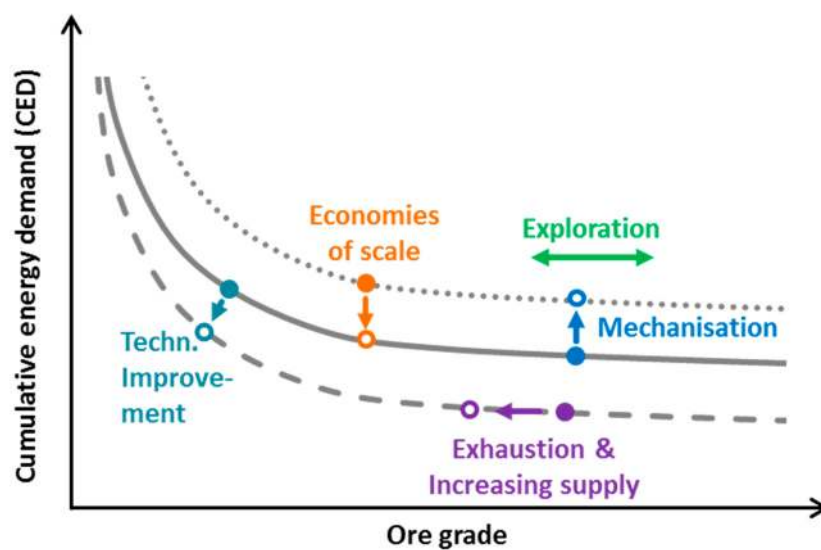 Cumulative energy demand (CED)
Economies
of scale
Exploration
Mechanisation
Techn.
Improve-
ment
Exhaustion &
Increasing supply
Ore grade